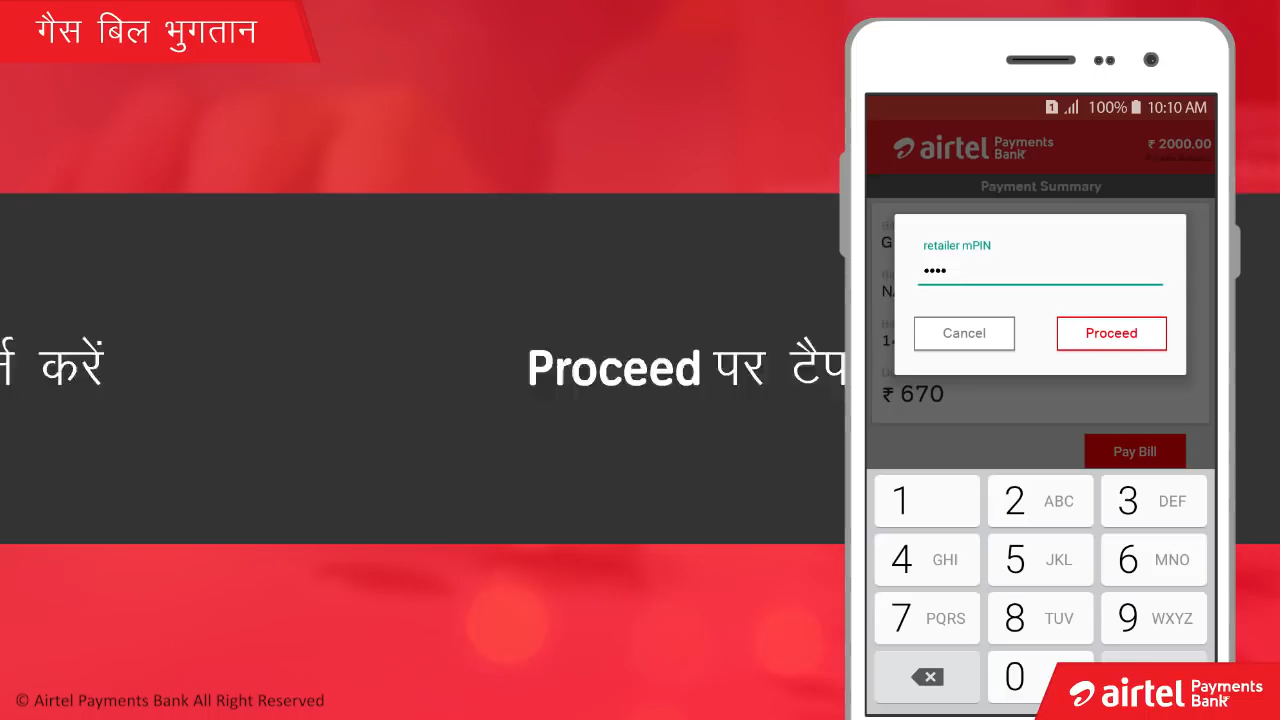 गैस बिल भुगतान
करें
Proceed पर टैप
1 100% 10:10 AM
airtel Payments Bank
₹ 2000.00
Payment Summary
retailer mPIN
••••
Cancel
Proceed
₹ 670
Pay Bill
1
2 ABC
3 DEF
4 GHI
5 JKL
6 MNO
7 PQRS
8 TUV
9 WXYZ
0
© Airtel Payments Bank All Right Reserved
airtel Payments Bank